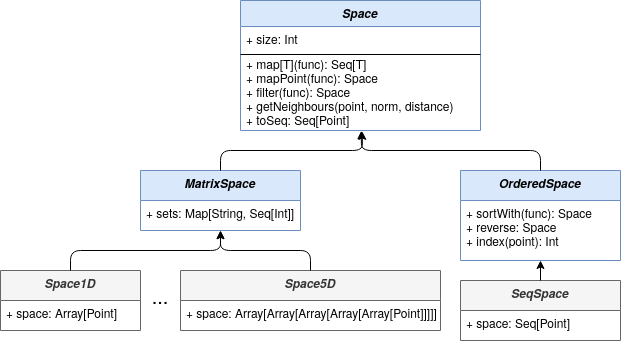 Space
+ size: Int
+ map[T](func): Seq[T]
+ mapPoint(func): Space
+ filter(func): Space
+ getNeighbours(point, norm, distance)
+ toSeq: Seq[Point]
MatrixSpace
+ sets: Map[String, Seq[Int]]
OrderedSpace
+ sortWith(func): Space
+ reverse: Space
+ index(point): Int
Space1D
+ space: Array[Point]
...
Space5D
+ space: Array[Array[Array[Array[Array[Point]]]]]
SeqSpace
+ space: Seq[Point]